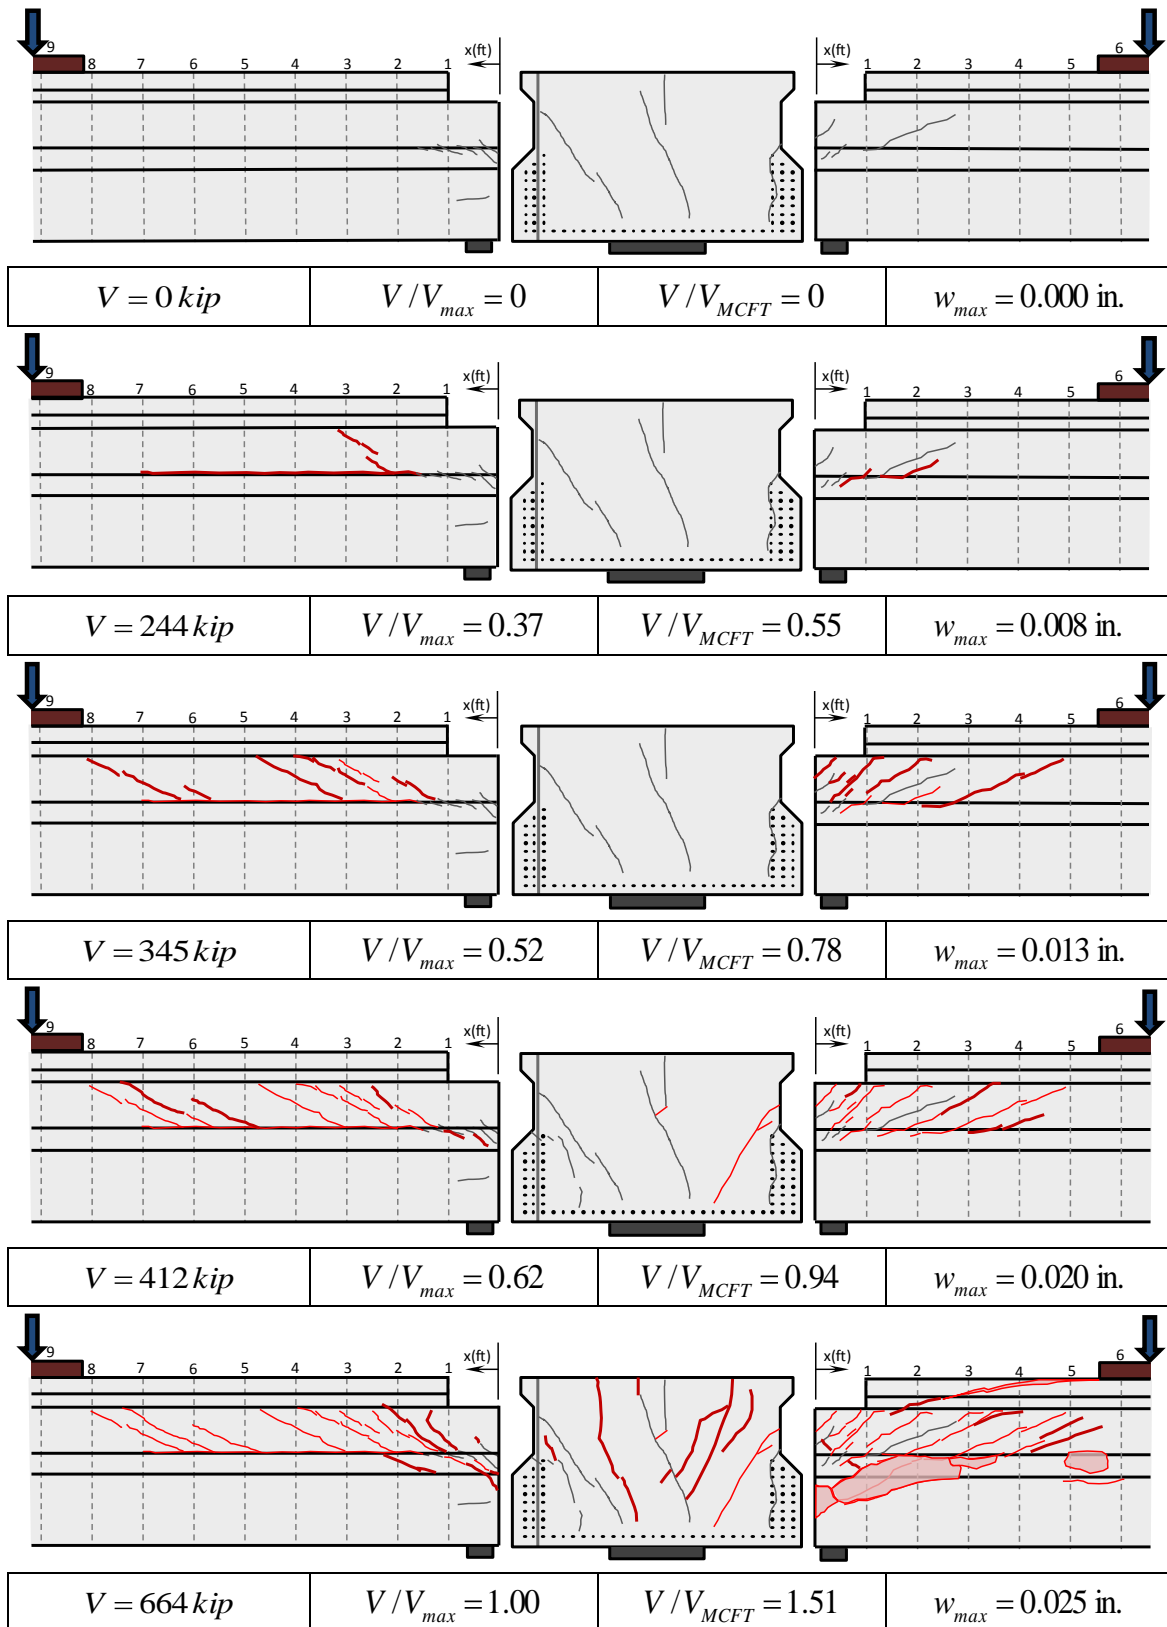 9 8 7 6 5 4 3 2 1 x(ft) x(ft) 1 2 3 4 5 6
V = 0 kip V/V_max = 0 V/V_MCFT = 0 w_max = 0.000 in.
9 8 7 6 5 4 3 2 1 x(ft) x(ft) 1 2 3 4 5 6
V = 244 kip V/V_max = 0.37 V/V_MCFT = 0.55 w_max = 0.008 in.
9 8 7 6 5 4 3 2 1 x(ft) x(ft) 1 2 3 4 5 6
V = 345 kip V/V_max = 0.52 V/V_MCFT = 0.78 w_max = 0.013 in.
9 8 7 6 5 4 3 2 1 x(ft) x(ft) 1 2 3 4 5 6
V = 412 kip V/V_max = 0.62 V/V_MCFT = 0.94 w_max = 0.020 in.
9 8 7 6 5 4 3 2 1 x(ft) x(ft) 1 2 3 4 5 6
V = 664 kip V/V_max = 1.00 V/V_MCFT = 1.51 w_max = 0.025 in.